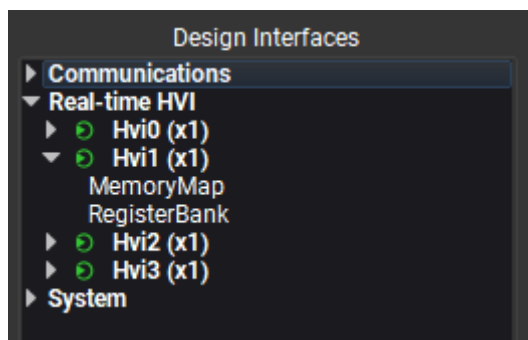 Design Interfaces
Communications
Real-time HVI
Hvi0 (x1)
Hvi1 (x1)
MemoryMap
RegisterBank
Hvi2 (x1)
Hvi3 (x1)
System